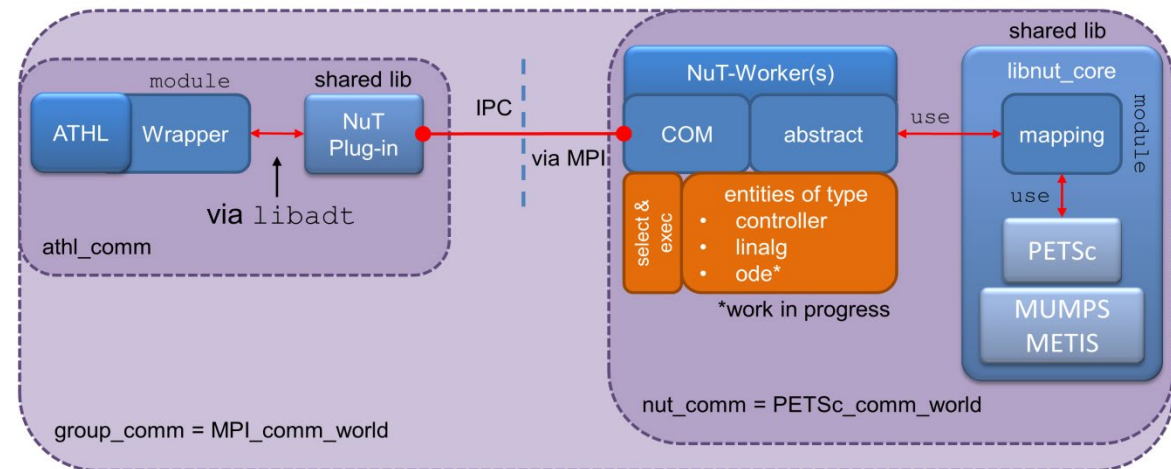 shared lib
module
ATHL
Wrapper
NuT
Plug-in
via libadt
athl_comm
IPC
via MPI
NuT-Worker(s)
COM
abstract
select &
exec
entities of type
• controller
• linalg
• ode*
*work in progress
use
shared lib
libnut_core
mapping
module
use
PETSc
MUMPS
METIS
nut_comm = PETSc_comm_world
group_comm = MPI_comm_world